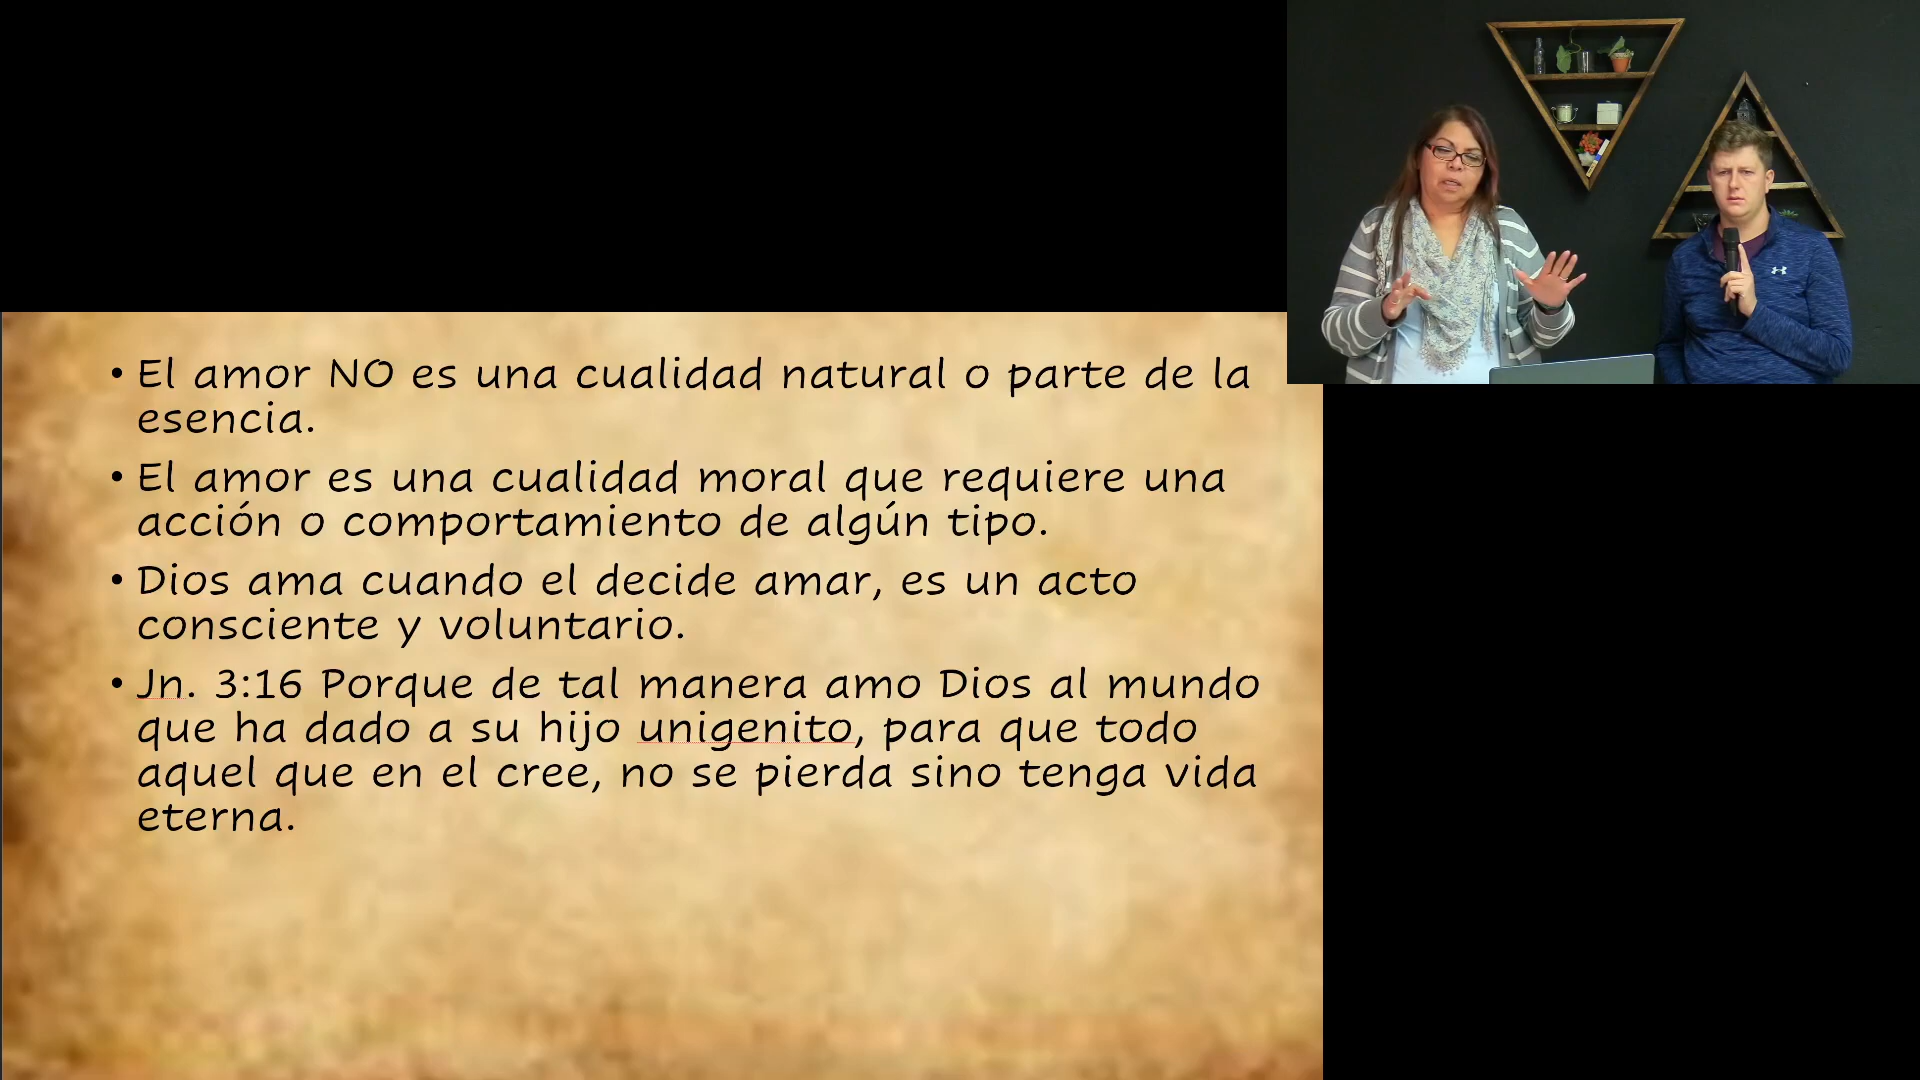 • El amor NO es una cualidad natural o parte de la
esencia.
• El amor es una cualidad moral que requiere una
acción o comportamiento de algún tipo.
• Dios ama cuando el decide amar, es un acto
consciente y voluntario.
• Jn. 3:16 Porque de tal manera amo Dios al mundo
que ha dado a su hijo unigenito, para que todo
aquel que en el cree, no se pierda sino tenga vida
eterna.